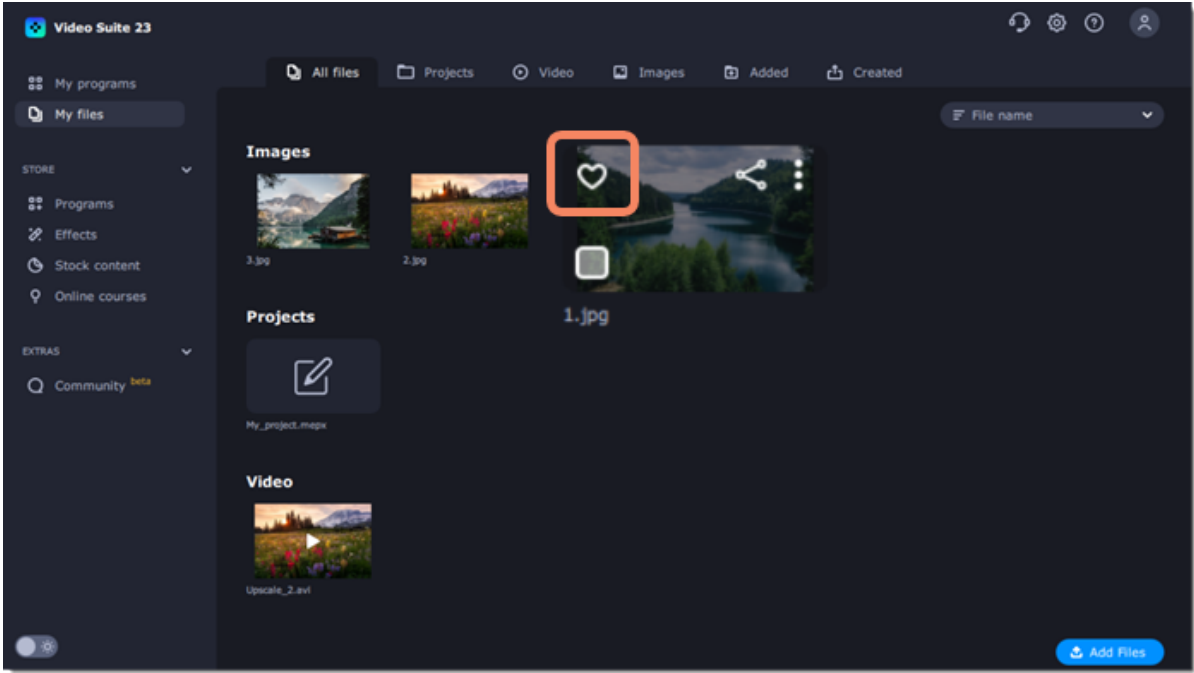 Video Suite 23
My programs
My files
STORE
Programs
Effects
Stock content
Online courses
EXTRAS
Community beta
All files Projects Video Images Added Created
File name
Images
3.jpg 2.jpg 1.jpg
Projects
My_project.mepx
Video
Upscale_2.avi
Add Files